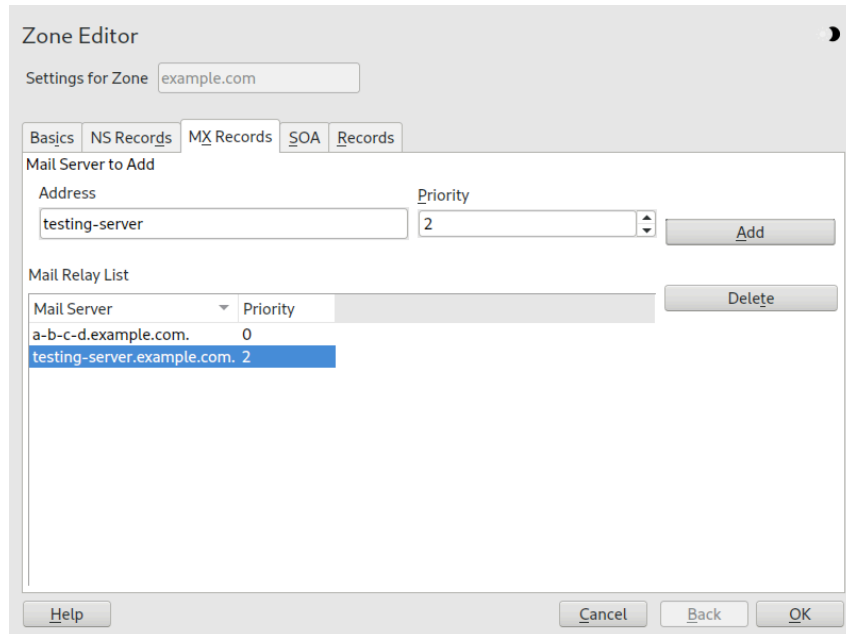 Zone Editor
Settings for Zone example.com
Basics NS Records MX Records SOA Records
Mail Server to Add
Address Priority
testing-server 2 Add
Mail Relay List
Delete
Mail Server Priority
a-b-c-d.example.com. 0
testing-server.example.com. 2
Help Cancel Back OK